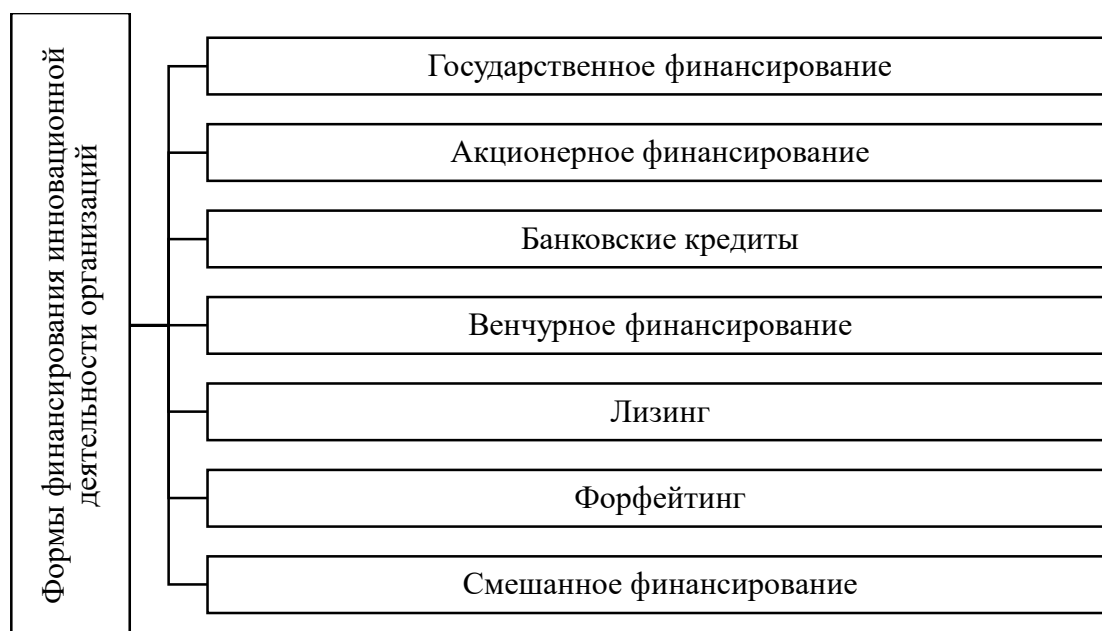 Формы финансирования инновационной
деятельности организаций
Государственное финансирование
Акционерное финансирование
Банковские кредиты
Венчурное финансирование
Лизинг
Форфейтинг
Смешанное финансирование